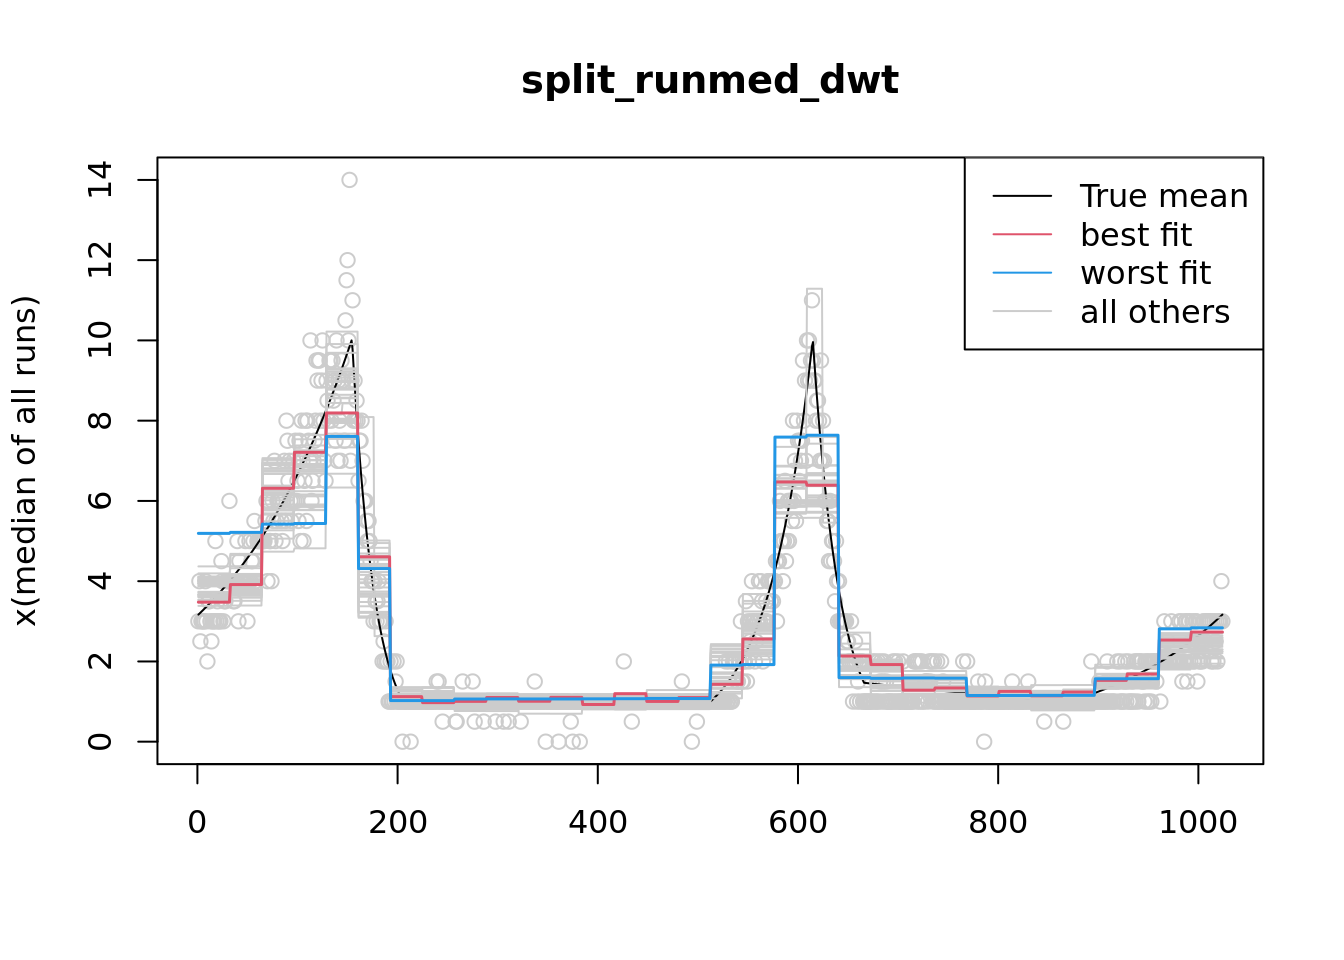 split_runmed_dwt
x(median of all runs)
14
12
10
8
6
4
2
0
True mean
best fit
worst fit
all others
0 200 400 600 800 1000